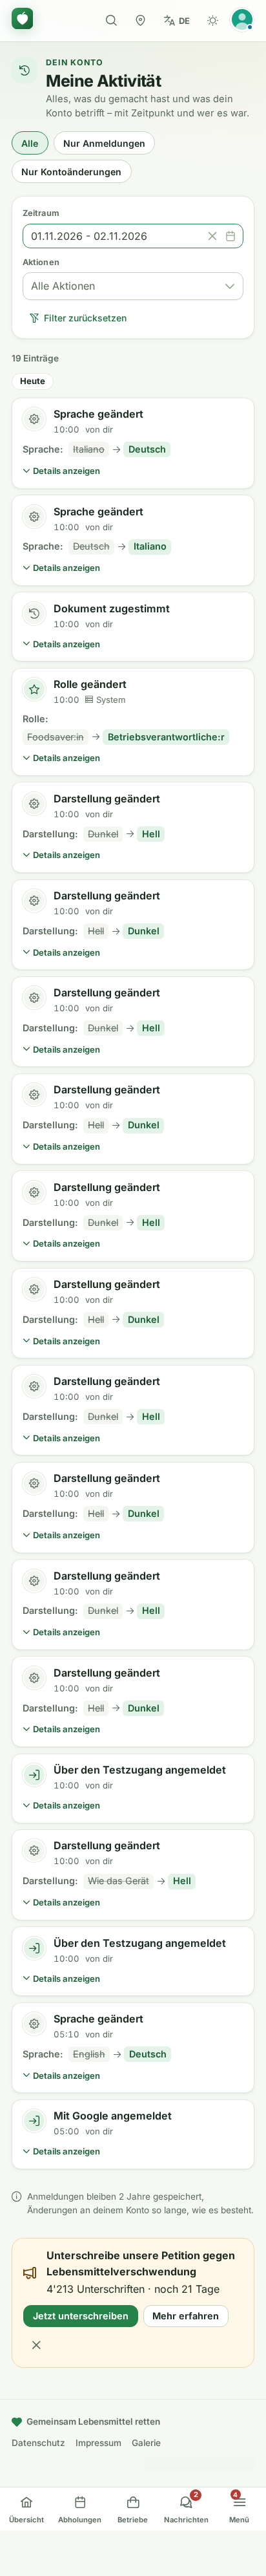 DE
DEIN KONTO
Meine Aktivität
Alles, was du gemacht hast und was dein
Konto betrifft – mit Zeitpunkt und wer es war.
Alle
Nur Anmeldungen
Nur Kontoänderungen
Zeitraum
01.11.2026 - 02.11.2026
Aktionen
Alle Aktionen
Filter zurücksetzen
19 Einträge
Heute
Sprache geändert
10:00 von dir
Sprache: Italiano → Deutsch
Details anzeigen
Sprache geändert
10:00 von dir
Sprache: Deutsch → Italiano
Details anzeigen
Dokument zugestimmt
10:00 von dir
Details anzeigen
Rolle geändert
10:00 System
Rolle:
Foodsaver:in → Betriebsverantwortliche:r
Details anzeigen
Darstellung geändert
10:00 von dir
Darstellung: Dunkel → Hell
Details anzeigen
Darstellung geändert
10:00 von dir
Darstellung: Hell → Dunkel
Details anzeigen
Darstellung geändert
10:00 von dir
Darstellung: Dunkel → Hell
Details anzeigen
Darstellung geändert
10:00 von dir
Darstellung: Hell → Dunkel
Details anzeigen
Darstellung geändert
10:00 von dir
Darstellung: Dunkel → Hell
Details anzeigen
Darstellung geändert
10:00 von dir
Darstellung: Hell → Dunkel
Details anzeigen
Darstellung geändert
10:00 von dir
Darstellung: Dunkel → Hell
Details anzeigen
Darstellung geändert
10:00 von dir
Darstellung: Hell → Dunkel
Details anzeigen
Darstellung geändert
10:00 von dir
Darstellung: Dunkel → Hell
Details anzeigen
Darstellung geändert
10:00 von dir
Darstellung: Hell → Dunkel
Details anzeigen
Über den Testzugang angemeldet
10:00 von dir
Details anzeigen
Darstellung geändert
10:00 von dir
Darstellung: Wie das Gerät → Hell
Details anzeigen
Über den Testzugang angemeldet
10:00 von dir
Details anzeigen
Sprache geändert
05:10 von dir
Sprache: English → Deutsch
Details anzeigen
Mit Google angemeldet
05:00 von dir
Details anzeigen
Anmeldungen bleiben 2 Jahre gespeichert,
Änderungen an deinem Konto so lange, wie es besteht.
Unterschreibe unsere Petition gegen
Lebensmittelverschwendung
4'213 Unterschriften · noch 21 Tage
Jetzt unterschreiben
Mehr erfahren
Gemeinsam Lebensmittel retten
Datenschutz Impressum Galerie
2
4
Übersicht Abholungen Betriebe Nachrichten Menü